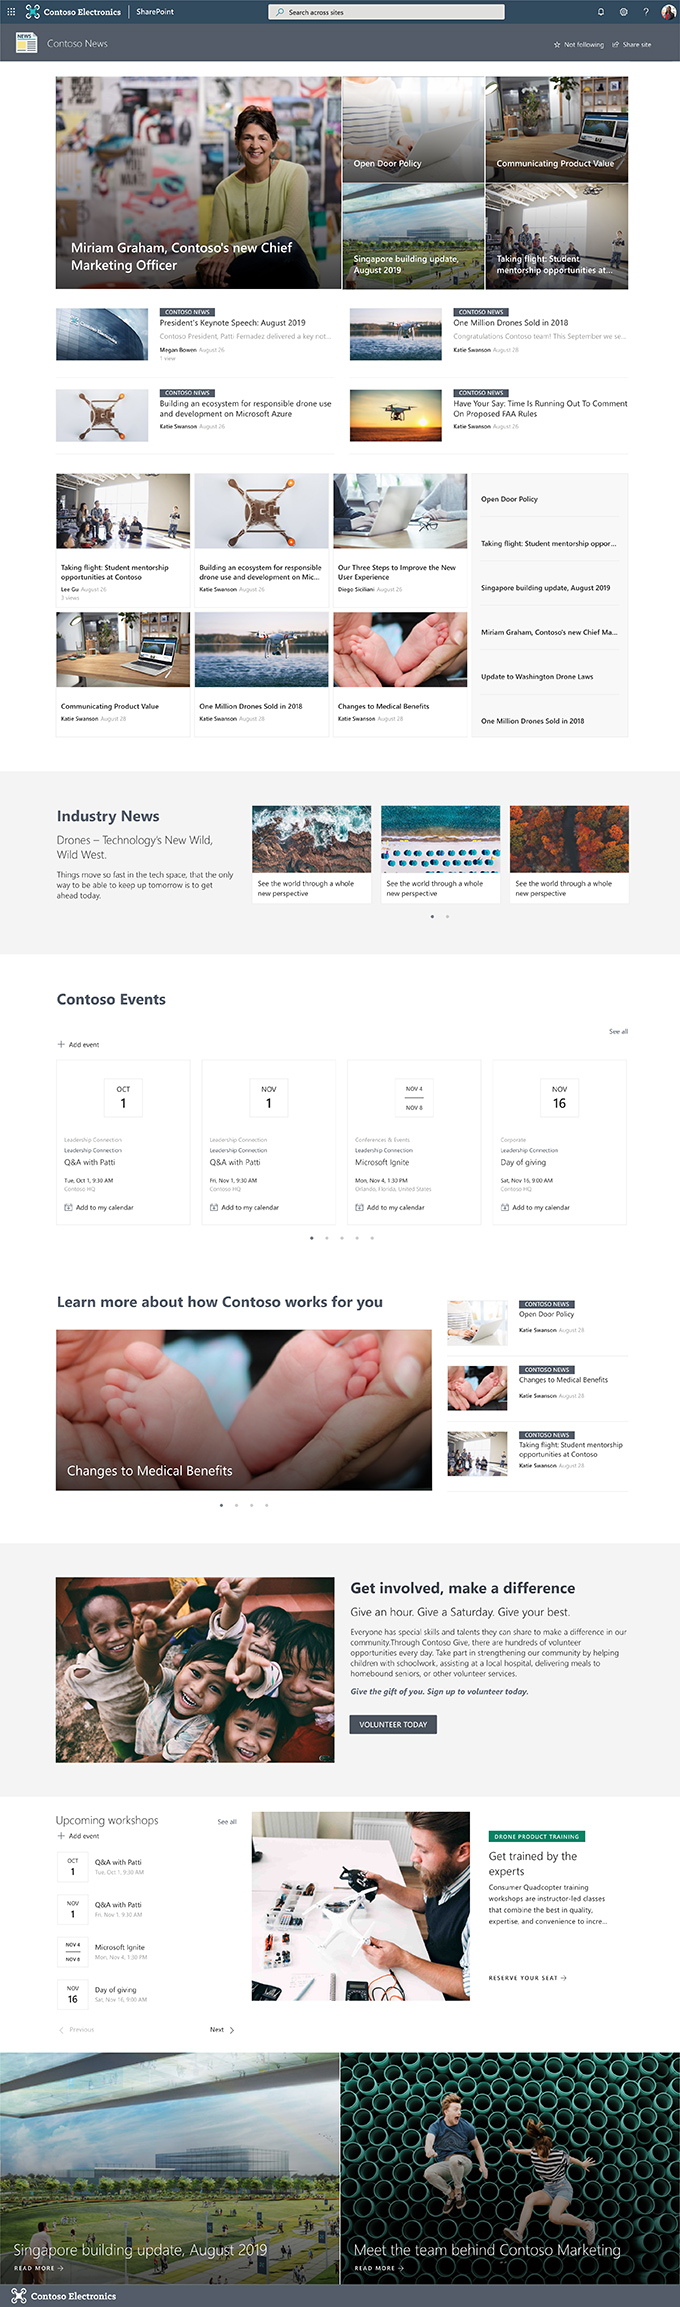 Contoso Electronics
SharePoint
Search across sites
?
NEWS
Contoso News
Not following
Share site
Miriam Graham, Contoso's new Chief
Marketing Officer
Open Door Policy
Communicating Product Value
Singapore building update,
August 2019
Taking flight: Student
mentorship opportunities at...
Contoso Electronics
CONTOSO NEWS
President's Keynote Speech: August 2019
Contoso President, Patti Fernadez delivered a key not...
Megan Bowen August 26
1 view
CONTOSO NEWS
One Million Drones Sold in 2018
Congratulations Contoso team! This September we se...
Katie Swanson August 28
CONTOSO NEWS
Building an ecosystem for responsible drone use
and development on Microsoft Azure
Katie Swanson August 26
CONTOSO NEWS
Have Your Say: Time Is Running Out To Comment
On Proposed FAA Rules
Katie Swanson August 26
Taking flight: Student mentorship
opportunities at Contoso
Lee Gu August 26
3 views
Building an ecosystem for responsible
drone use and development on Mic...
Katie Swanson August 26
Our Three Steps to Improve the New
User Experience
Diego Siciliani August 26
Communicating Product Value
Katie Swanson August 28
One Million Drones Sold in 2018
Katie Swanson August 28
Changes to Medical Benefits
Katie Swanson August 28
Open Door Policy
Taking flight: Student mentorship oppor...
Singapore building update, August 2019
Miriam Graham, Contoso's new Chief Ma...
Update to Washington Drone Laws
One Million Drones Sold in 2018
Industry News
Drones – Technology's New Wild,
Wild West.
Things move so fast in the tech space, that the only
way to be able to keep up tomorrow is to get
ahead today.
See the world through a whole
new perspective
See the world through a whole
new perspective
See the world through a whole
new perspective
Contoso Events
See all
Add event
OCT
1
Leadership Connection
Leadership Connection
Q&A with Patti
Tue, Oct 1, 9:30 AM
Contoso HQ
Add to my calendar
NOV
1
Leadership Connection
Leadership Connection
Q&A with Patti
Fri, Nov 1, 9:30 AM
Contoso HQ
Add to my calendar
NOV 4
NOV 8
Conferences & Events
Leadership Connection
Microsoft Ignite
Mon, Nov 4, 1:30 PM
Orlando, Florida, United States
Add to my calendar
NOV
16
Corporate
Leadership Connection
Day of giving
Sat, Nov 16, 9:00 AM
Contoso HQ
Add to my calendar
Learn more about how Contoso works for you
Changes to Medical Benefits
CONTOSO NEWS
Open Door Policy
Katie Swanson August 28
CONTOSO NEWS
Changes to Medical Benefits
Katie Swanson August 28
CONTOSO NEWS
Taking flight: Student mentorship
opportunities at Contoso
Katie Swanson August 28
Get involved, make a difference
Give an hour. Give a Saturday. Give your best.
Everyone has special skills and talents they can share to make a difference in our
community.Through Contoso Give, there are hundreds of volunteer
opportunities every day. Take part in strengthening our community by helping
children with schoolwork, assisting at a local hospital, delivering meals to
homebound seniors, or other volunteer services.
Give the gift of you. Sign up to volunteer today.
VOLUNTEER TODAY
Upcoming workshops
See all
Add event
OCT
1
Q&A with Patti
Tue, Oct 1, 9:30 AM
NOV
1
Q&A with Patti
Fri, Nov 1, 9:30 AM
NOV 4
NOV 8
Microsoft Ignite
Mon, Nov 4, 1:30 PM
NOV
16
Day of giving
Sat, Nov 16, 9:00 AM
Previous
Next
DRONE PRODUCT TRAINING
Get trained by the
experts
Consumer Quadcopter training
workshops are instructor-led classes
that combine the best in quality,
expertise, and convenience to incre...
RESERVE YOUR SEAT
Singapore building update, August 2019
READ MORE
Meet the team behind Contoso Marketing
READ MORE
Contoso Electronics